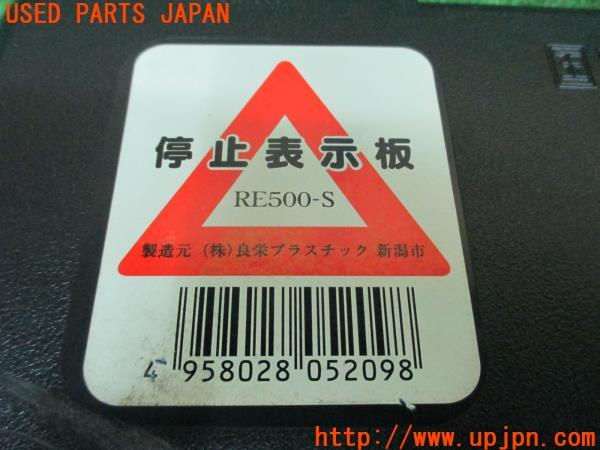 USED PARTS JAPAN
停止表示板
RE500-S
製造元 (株)良栄プラスチック 新潟市
4 958028 052098
http://www.upjpn.com